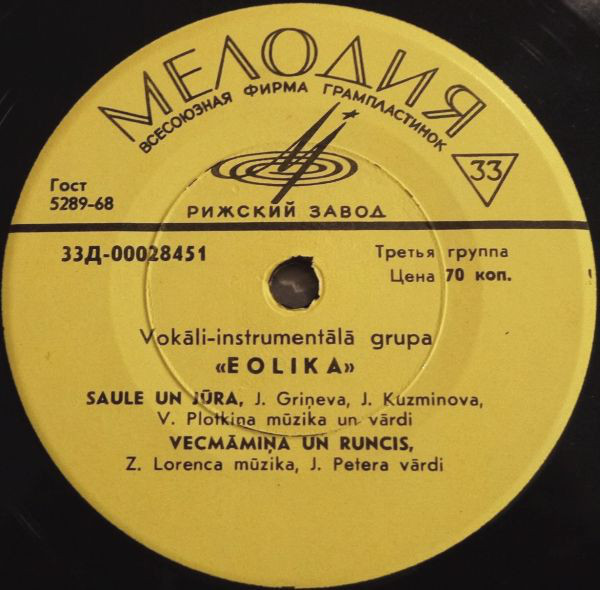 МЕЛОДИЯ
ВСЕСОЮЗНАЯ ФИРМА ГРАМПЛАСТИНОК
33
Гост
5289-68
РИЖСКИЙ ЗАВОД
33Д-00028451
Третья группа
Цена 70 коп.
Vokāli-instrumentālā grupa
«EOLIKA»
SAULE UN JŪRA, J. Griņeva, J. Kuzminova,
V. Plotkina mūzika un vārdi
VECMĀMIŅA UN RUNCIS,
Z. Lorenca mūzika, J. Petera vārdi